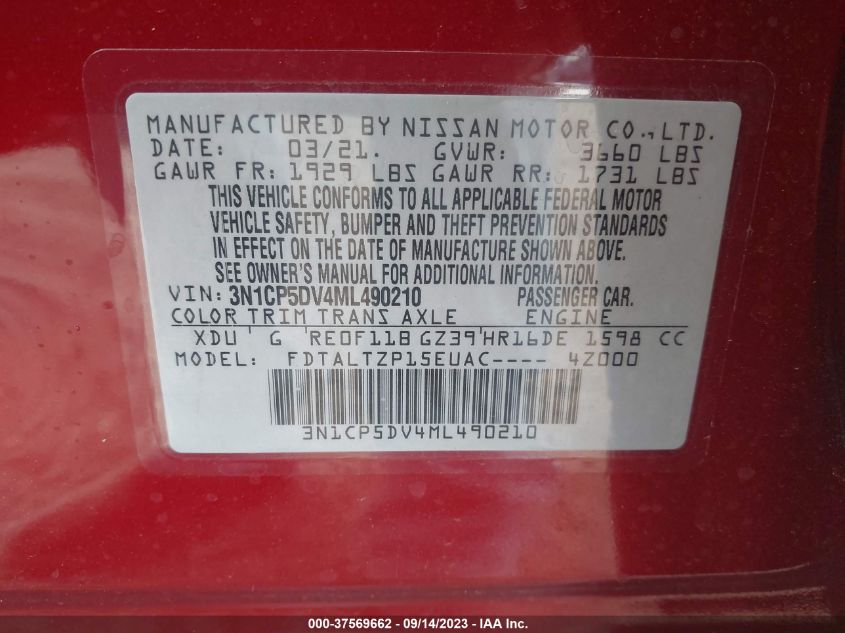 MANUFACTURED BY NISSAN MOTOR CO.,LTD.
DATE: 03/21. GVWR: 3660 LBS
GAWR FR: 1929 LBS GAWR RR: 1731 LBS
THIS VEHICLE CONFORMS TO ALL APPLICABLE FEDERAL MOTOR
VEHICLE SAFETY, BUMPER AND THEFT PREVENTION STANDARDS
IN EFFECT ON THE DATE OF MANUFACTURE SHOWN ABOVE.
SEE OWNER'S MANUAL FOR ADDITIONAL INFORMATION.
VIN: 3N1CP5DV4ML490210 PASSENGER CAR.
COLOR TRIM TRANS AXLE ENGINE
XDU G RE0F11B GZ39 HR16DE 1598 CC
MODEL: FDTALTZP15EUAC---- 4Z000
3N1CP5DV4ML490210
000-37569662 - 09/14/2023 - IAA Inc.